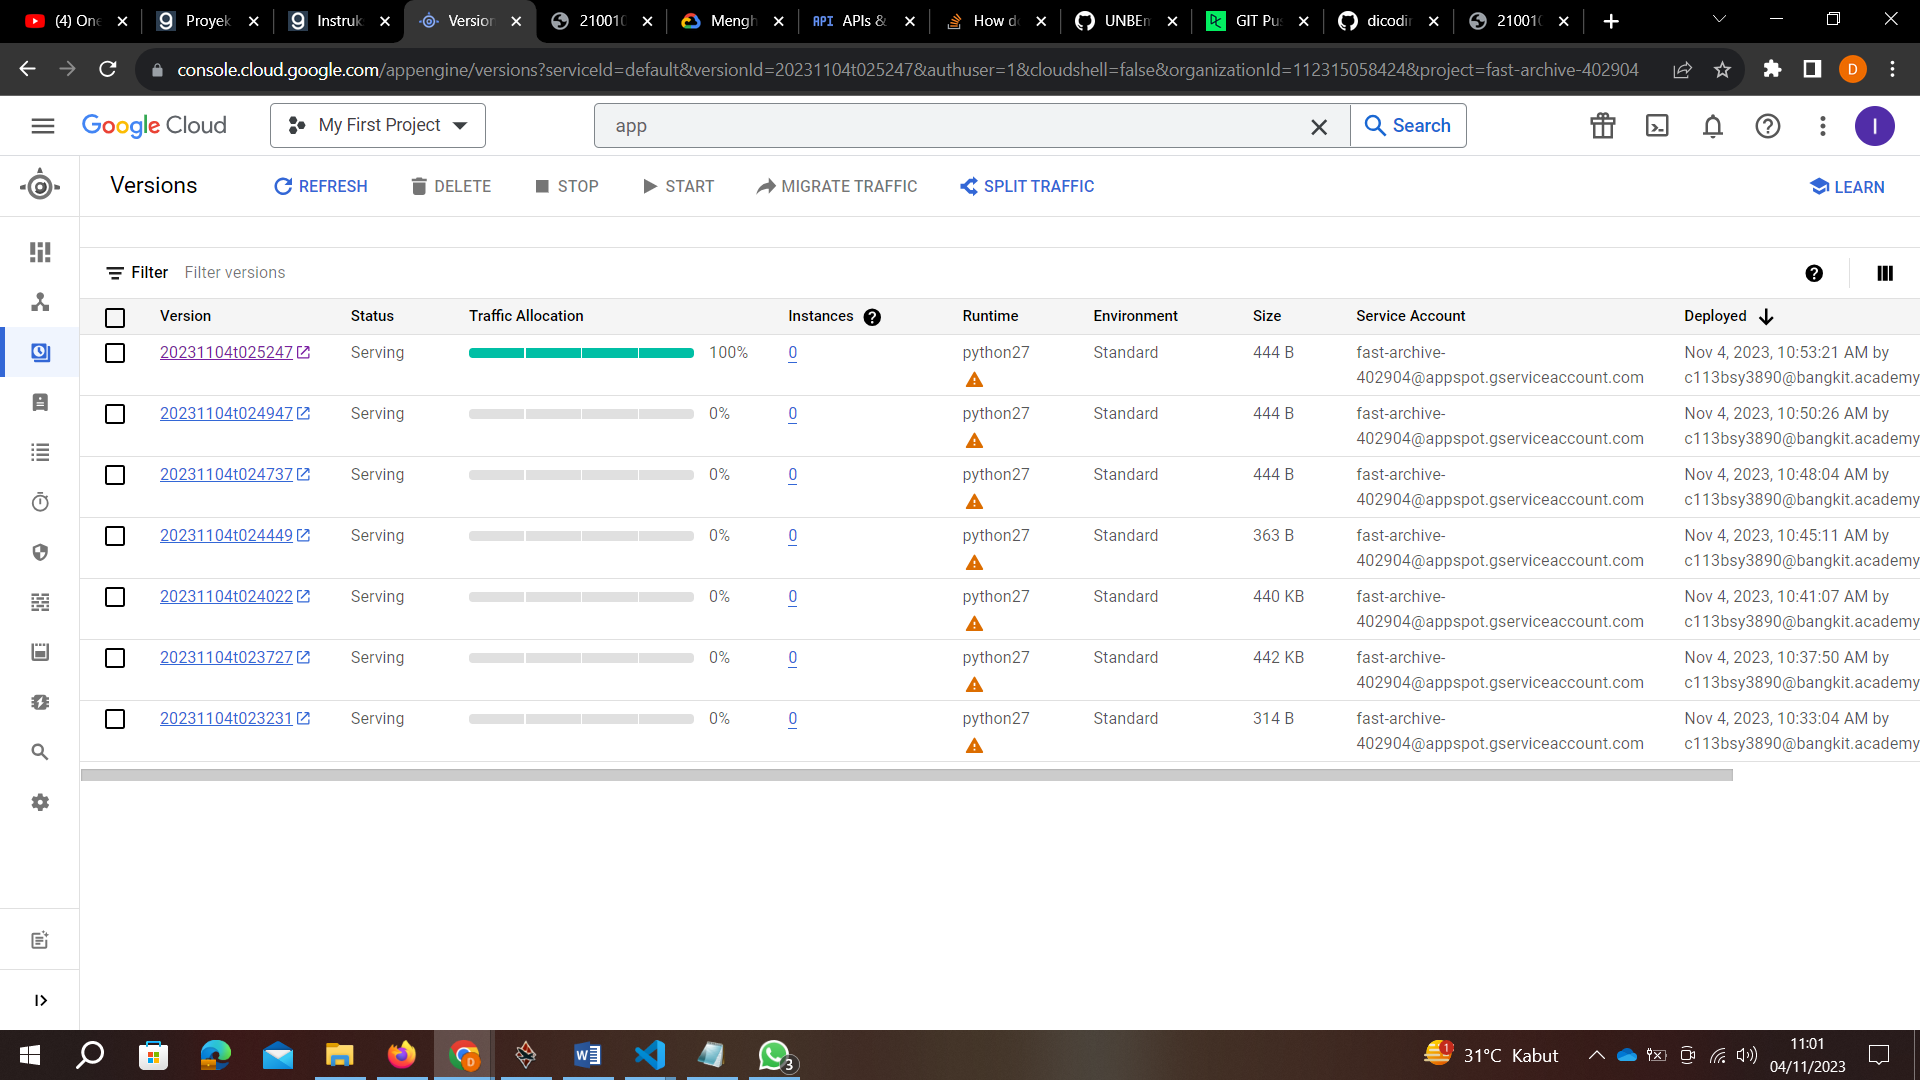 (4) One
Proyek
Instruks
Version
210010
Mengh
APIs &
How do
UNBEn
GIT Pus
dicodin
210010
console.cloud.google.com/appengine/versions?serviceId=default&versionId=20231104t025247&authuser=1&cloudshell=false&organizationId=112315058424&project=fast-archive-402904
D
Google Cloud
My First Project
app
Search
I
Versions
REFRESH
DELETE
STOP
START
MIGRATE TRAFFIC
SPLIT TRAFFIC
LEARN
Filter Filter versions
Version Status Traffic Allocation Instances Runtime Environment Size Service Account Deployed
20231104t025247 Serving 100% 0 python27 Standard 444 B fast-archive- Nov 4, 2023, 10:53:21 AM by
402904@appspot.gserviceaccount.com c113bsy3890@bangkit.academy
20231104t024947 Serving 0% 0 python27 Standard 444 B fast-archive- Nov 4, 2023, 10:50:26 AM by
402904@appspot.gserviceaccount.com c113bsy3890@bangkit.academy
20231104t024737 Serving 0% 0 python27 Standard 444 B fast-archive- Nov 4, 2023, 10:48:04 AM by
402904@appspot.gserviceaccount.com c113bsy3890@bangkit.academy
20231104t024449 Serving 0% 0 python27 Standard 363 B fast-archive- Nov 4, 2023, 10:45:11 AM by
402904@appspot.gserviceaccount.com c113bsy3890@bangkit.academy
20231104t024022 Serving 0% 0 python27 Standard 440 KB fast-archive- Nov 4, 2023, 10:41:07 AM by
402904@appspot.gserviceaccount.com c113bsy3890@bangkit.academy
20231104t023727 Serving 0% 0 python27 Standard 442 KB fast-archive- Nov 4, 2023, 10:37:50 AM by
402904@appspot.gserviceaccount.com c113bsy3890@bangkit.academy
20231104t023231 Serving 0% 0 python27 Standard 314 B fast-archive- Nov 4, 2023, 10:33:04 AM by
402904@appspot.gserviceaccount.com c113bsy3890@bangkit.academy
3
1
31°C Kabut
11:01
04/11/2023